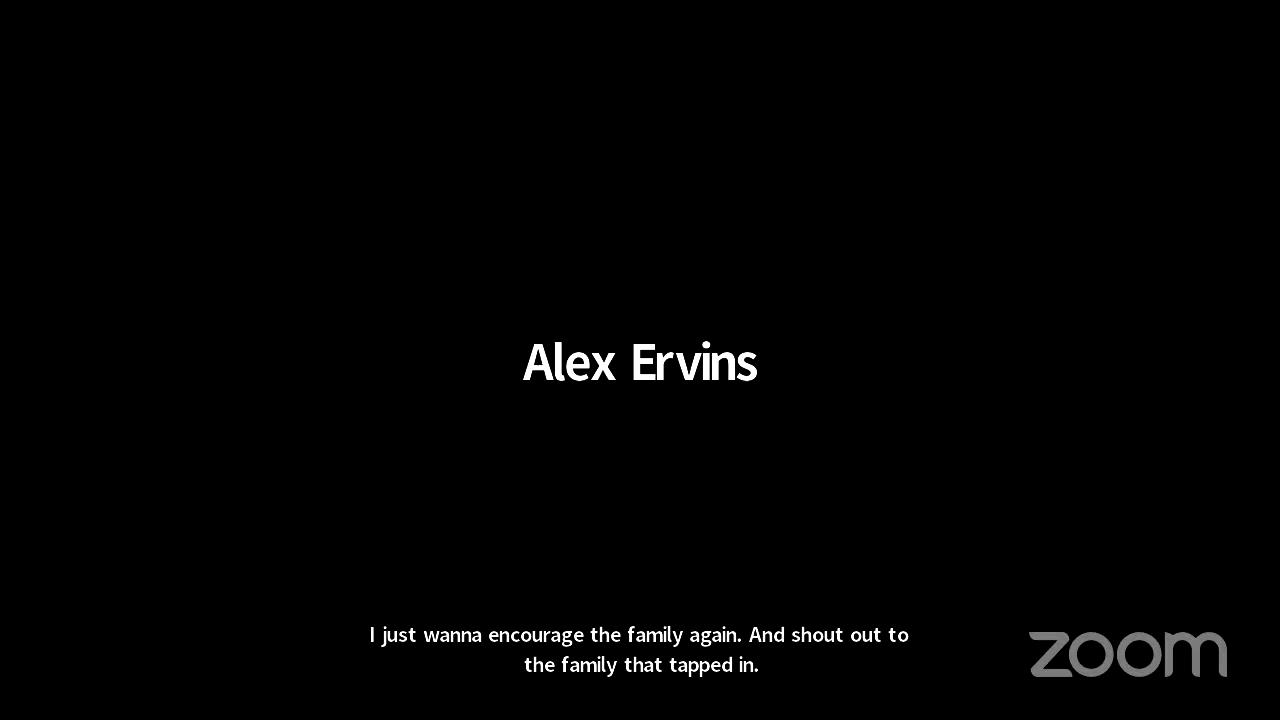 Alex Ervins
I just wanna encourage the family again. And shout out to
the family that tapped in.
zoom